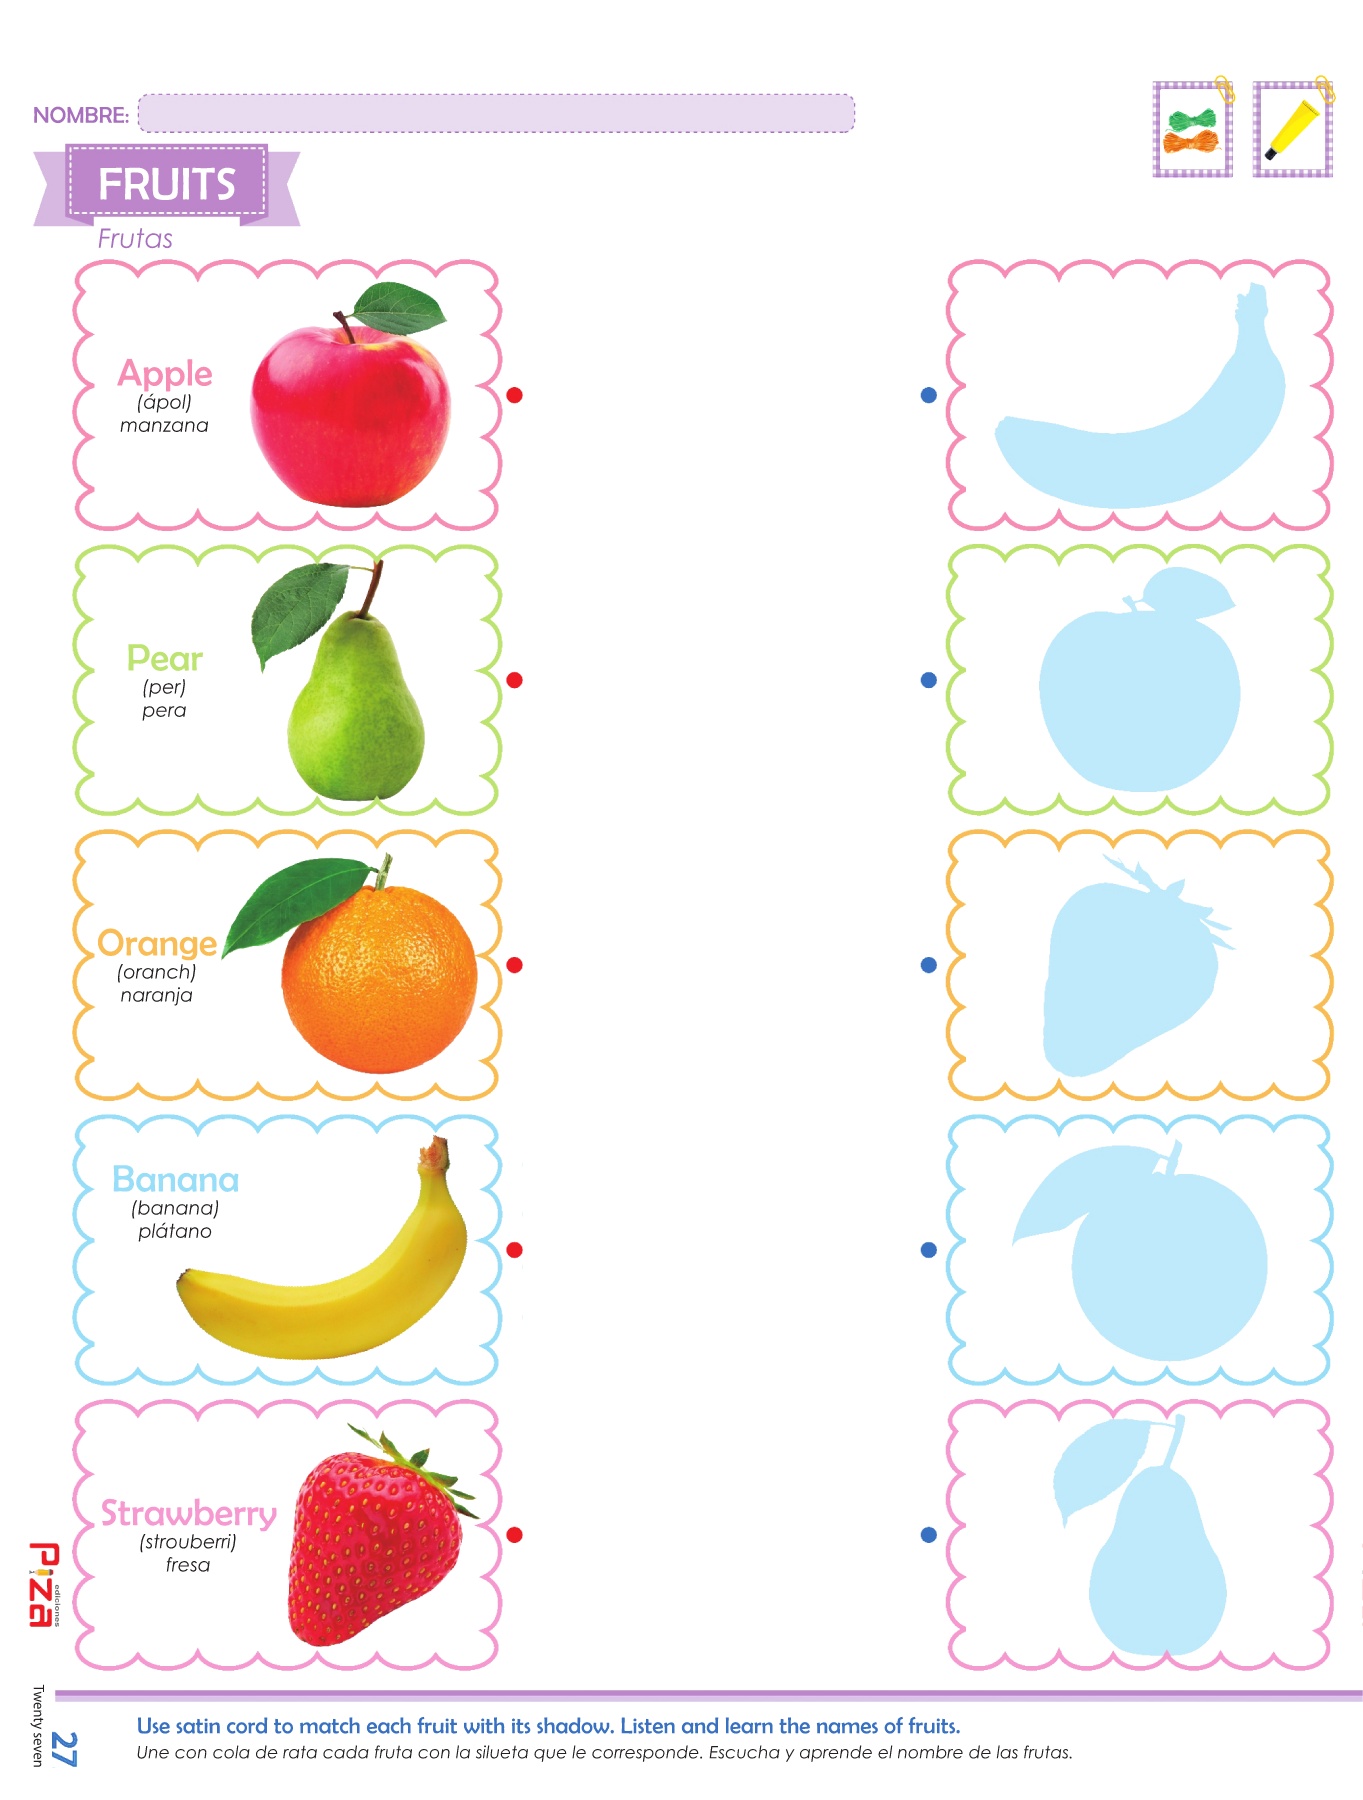 NOMBRE:
FRUITS
Frutas
Apple
(ápol)
manzana
Pear
(per)
pera
Orange
(oranch)
naranja
Banana
(banana)
plátano
Strawberry
(strouberri)
fresa
Piza
ediciones
Twenty seven
27
Use satin cord to match each fruit with its shadow. Listen and learn the names of fruits.
Une con cola de rata cada fruta con la silueta que le corresponde. Escucha y aprende el nombre de las frutas.